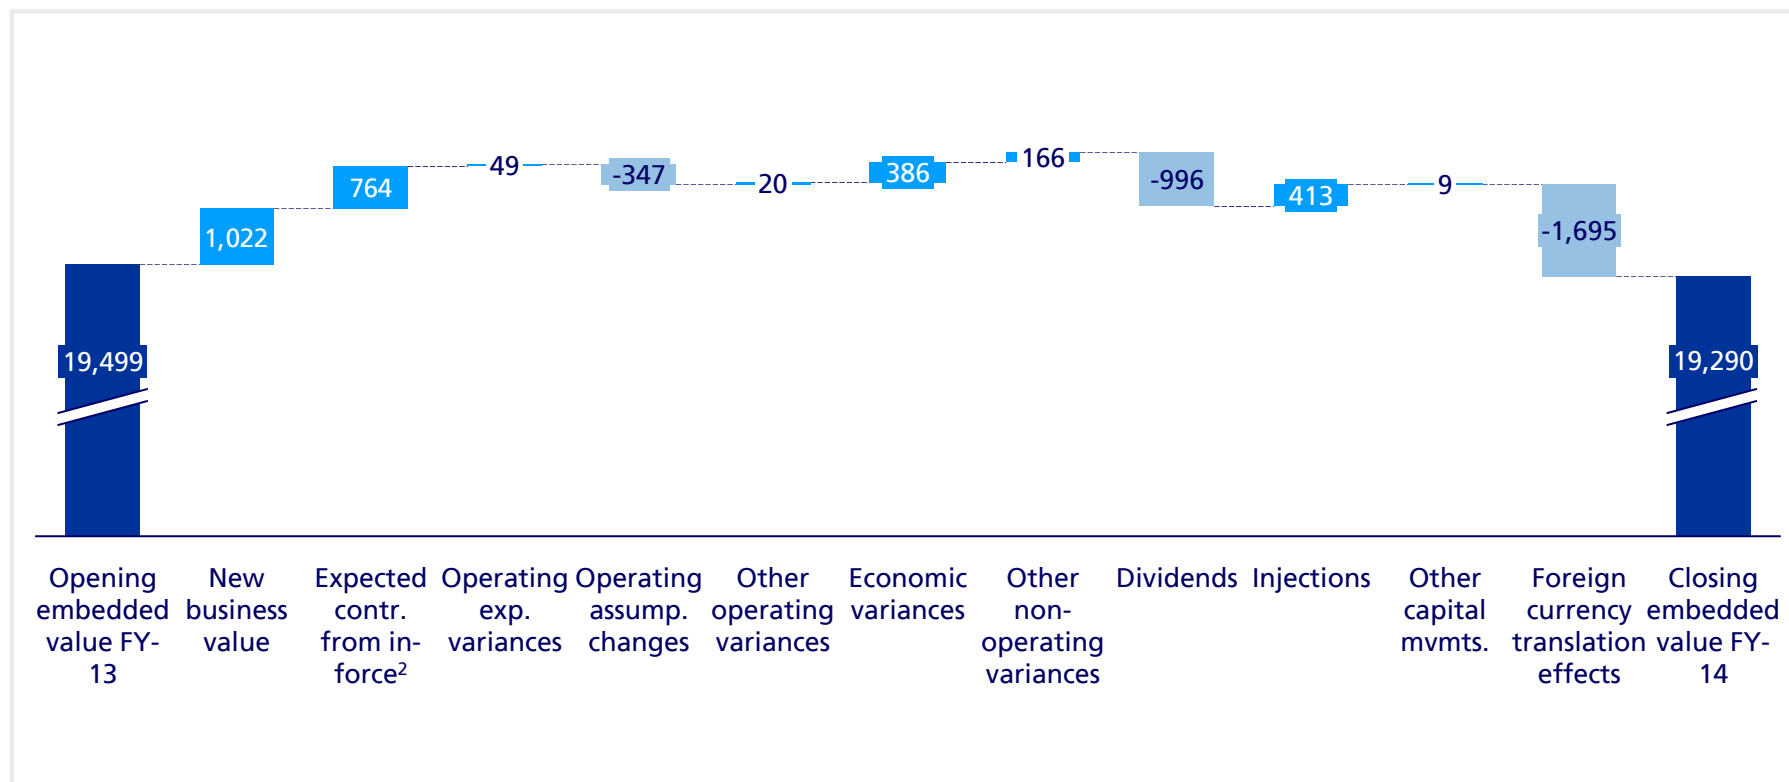 49
166
-347
764
386
20
-996
413
9
1,022
-1,695
19,499
19,290
Opening
embedded
value FY-
13
New
business
value
Expected
contr.
from in-
force²
Operating
exp.
variances
Operating
assump.
changes
Other
operating
variances
Economic
variances
Other
non-
operating
variances
Dividends
Injections
Other
capital
mvmts.
Foreign
currency
translation
effects
Closing
embedded
value FY-
14